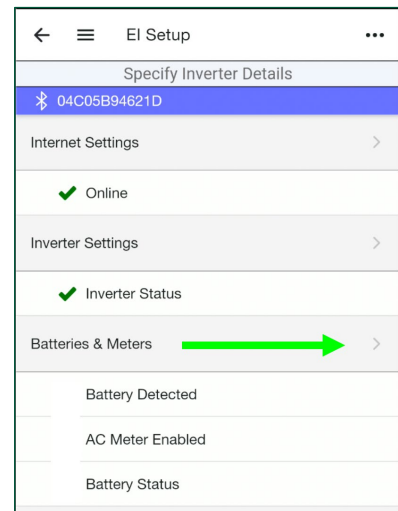 EI Setup
Specify Inverter Details
04C05B94621D
Internet Settings
Online
Inverter Settings
Inverter Status
Batteries & Meters
Battery Detected
AC Meter Enabled
Battery Status